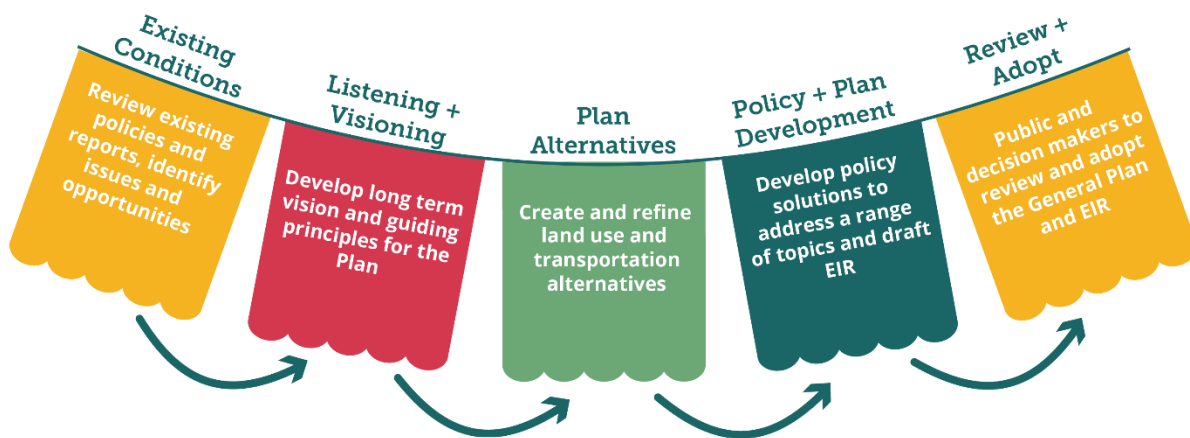 Existing
Conditions
Review existing
policies and
reports, identify
issues and
opportunities
Listening +
Visioning
Develop long term
vision and guiding
principles for the
Plan
Plan
Alternatives
Create and refine
land use and
transportation
alternatives
Policy + Plan
Development
Develop policy
solutions to
address a range
of topics and draft
EIR
Review +
Adopt
Public and
decision makers to
review and adopt
the General Plan
and EIR